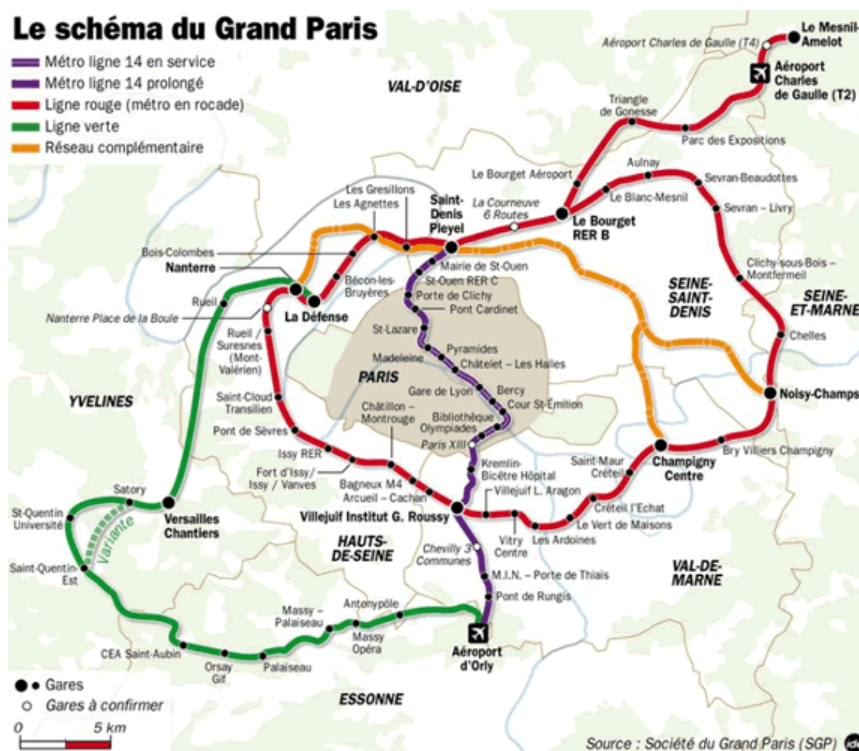 Le schéma du Grand Paris
Métro ligne 14 en service
Métro ligne 14 prolongé
Ligne rouge (métro en rocade)
Ligne verte
Réseau complémentaire
VAL-D'OISE
Aéroport Charles de Gaulle (T4)
Le Mesnil-
Amelot
Aéroport
Charles
de Gaulle (T2)
Triangle
de Gonesse
Parc des Expositions
Le Bourget Aéroport
Aulnay
Sevran-Beaudottes
Le Blanc-Mesnil
Sevran – Livry
La Courneuve
6 Routes
Le Bourget
RER B
Les Gresillons
Les Agnettes
Saint-
Denis
Pleyel
Bois-Colombes
Nanterre
Mairie de St-Ouen
St-Ouen RER C
Bécon-les-
Bruyères
Porte de Clichy
Pont Cardinet
Clichy-sous-Bois –
Montfermeil
SEINE-
SAINT-
DENIS
SEINE-
ET-MARNE
Rueil
La Défense
Nanterre Place de la Boule
Rueil /
Suresnes (Mont-
Valérien)
St-Lazare
Madeleine
Pyramides
Châtelet – Les Halles
Chelles
PARIS
Gare de Lyon
Bercy
Cour St-Émilion
Noisy-Champs
YVELINES
Saint-Cloud
Transilien
Châtillon –
Montrouge
Bibliothèque
Olympiades
Paris XIII
Pont de Sèvres
Issy RER
Fort d'Issy/
Issy / Vanves
Bagneux M4
Arcueil – Cachan
Kremlin-
Bicêtre Hôpital
Villejuif L. Aragon
Saint-Maur
Créteil
Champigny
Centre
Bry Villiers Champigny
Créteil l'Echat
Le Vert de Maisons
Satory
St-Quentin
Université
Variante
Versailles
Chantiers
Villejuif Institut G. Roussy
Vitry
Centre
Les Ardoines
HAUTS-
DE-SEINE
Chevilly 3
Communes
VAL-DE-
MARNE
Saint-Quentin-
Est
M.I.N. – Porte de Thiais
Pont de Rungis
Antonypôle
Massy –
Palaiseau
Massy
Opéra
CEA Saint-Aubin
Orsay
Gif
Palaiseau
Aéroport
d'Orly
ESSONNE
Gares
Gares à confirmer
0 5 km
Source : Société du Grand Paris (SGP)